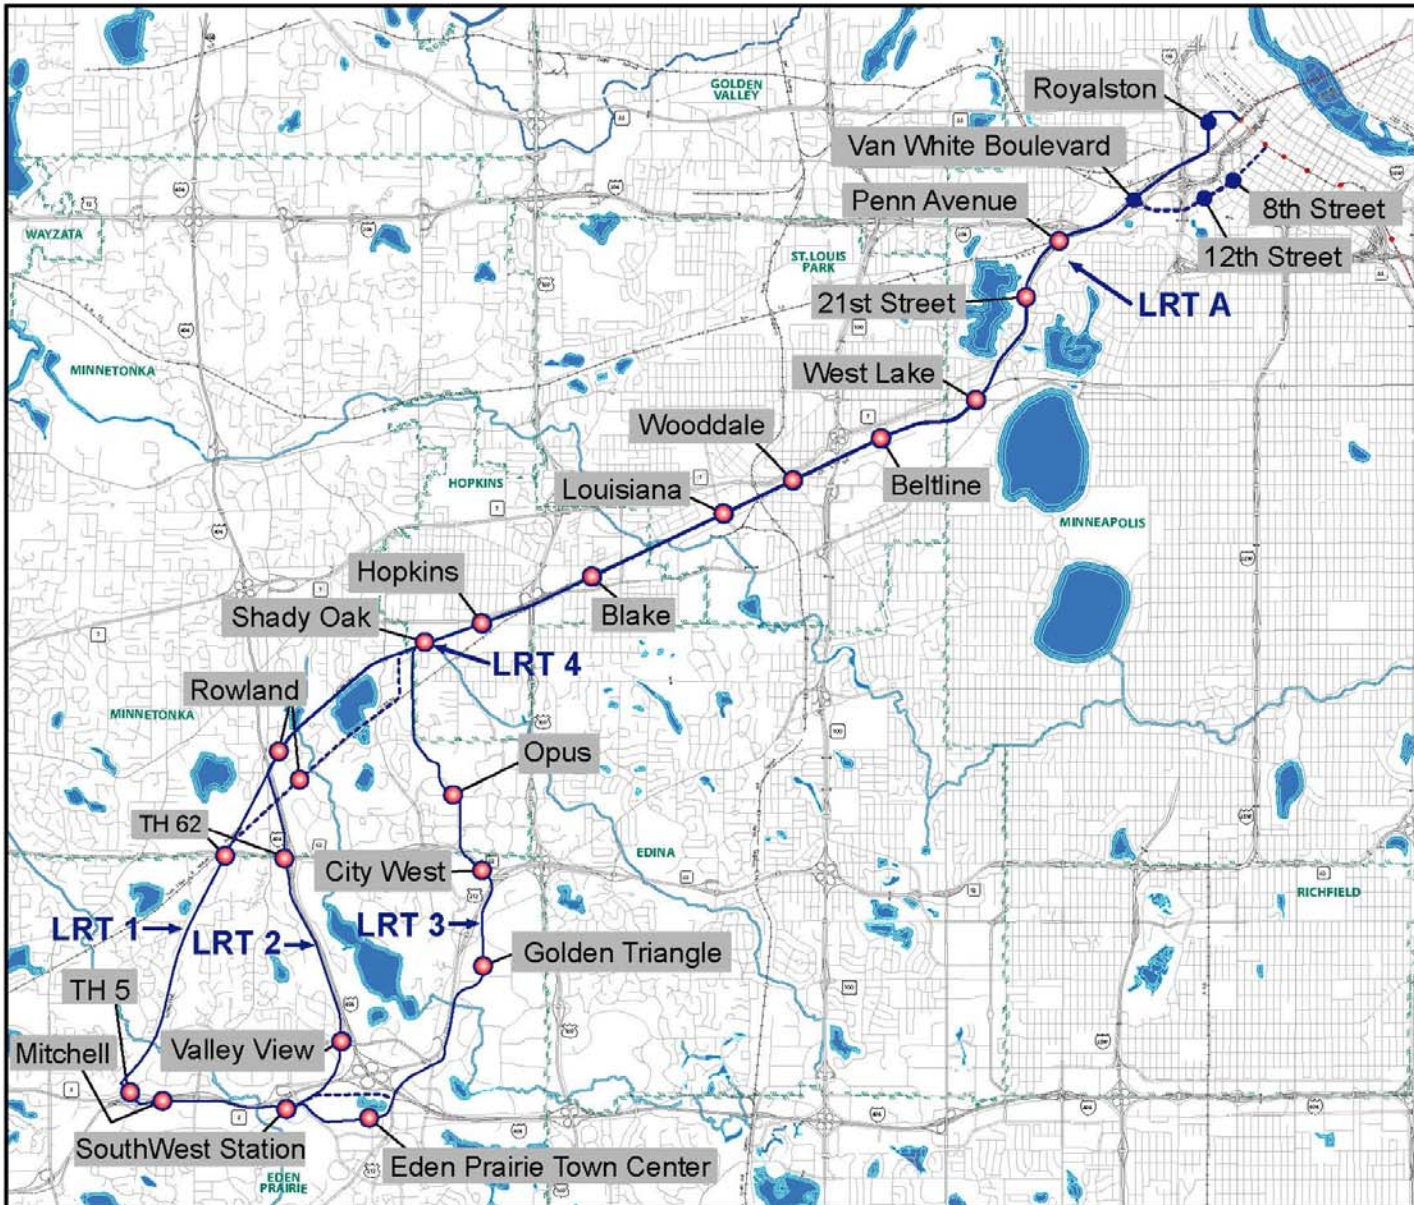 Royalston
GOLDEN
VALLEY
Van White Boulevard
Penn Avenue
8th Street
WAYZATA
12th Street
ST.LOUIS
PARK
21st Street
LRT A
MINNETONKA
West Lake
Wooddale
HOPKINS
Louisiana
Beltline
MINNEAPOLIS
Hopkins
Shady Oak
Blake
LRT 4
Rowland
MINNETONKA
Opus
TH 62
EDINA
City West
RICHFIELD
LRT 1
LRT 2
LRT 3
Golden Triangle
TH 5
Mitchell
Valley View
SouthWest Station
Eden Prairie Town Center
EDEN
PRAIRIE